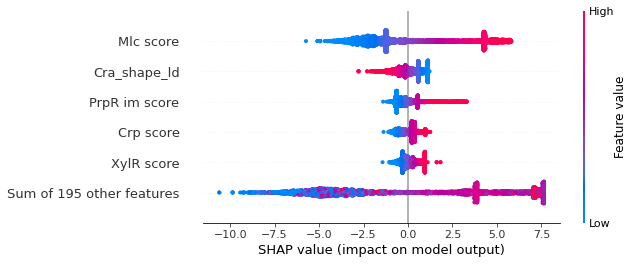 High
Mlc score
Cra_shape_ld
PrpR im score
Crp score
XylR score
Sum of 195 other features
Feature value
Low
−10.0 −7.5 −5.0 −2.5 0.0 2.5 5.0 7.5
SHAP value (impact on model output)